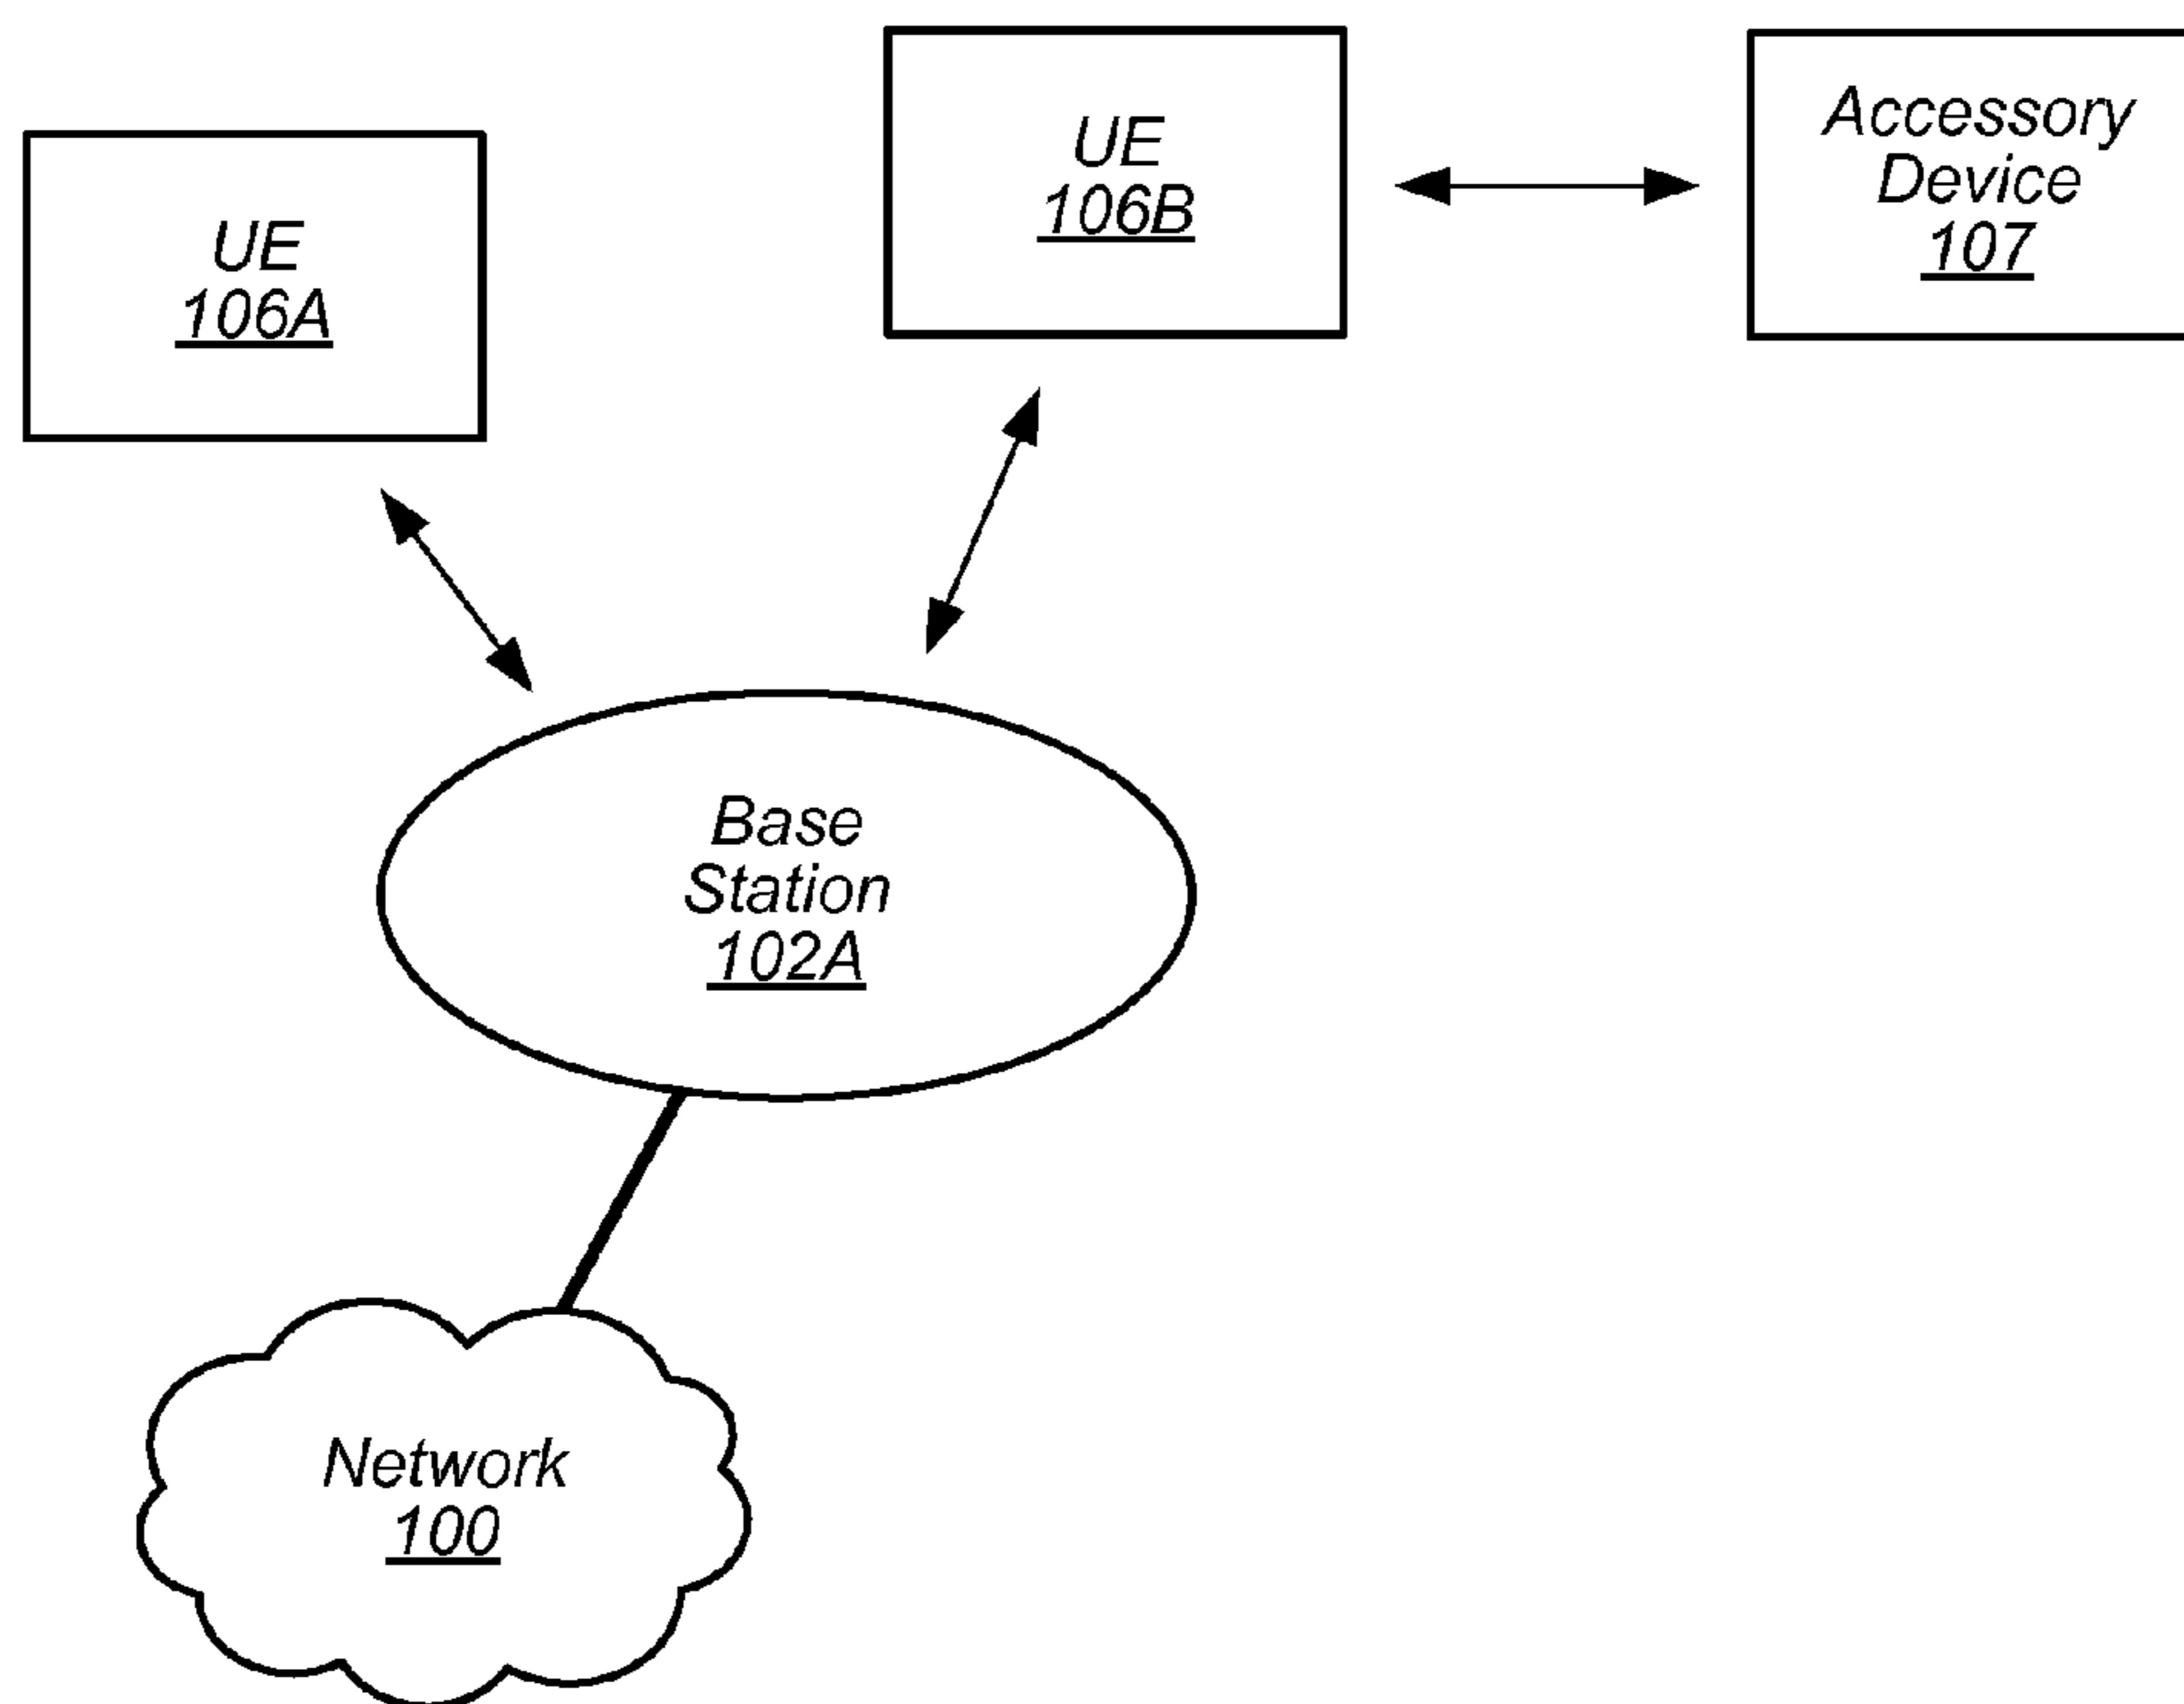 UE
106A
UE
106B
Accessory
Device
107
Base
Station
102A
Network
100